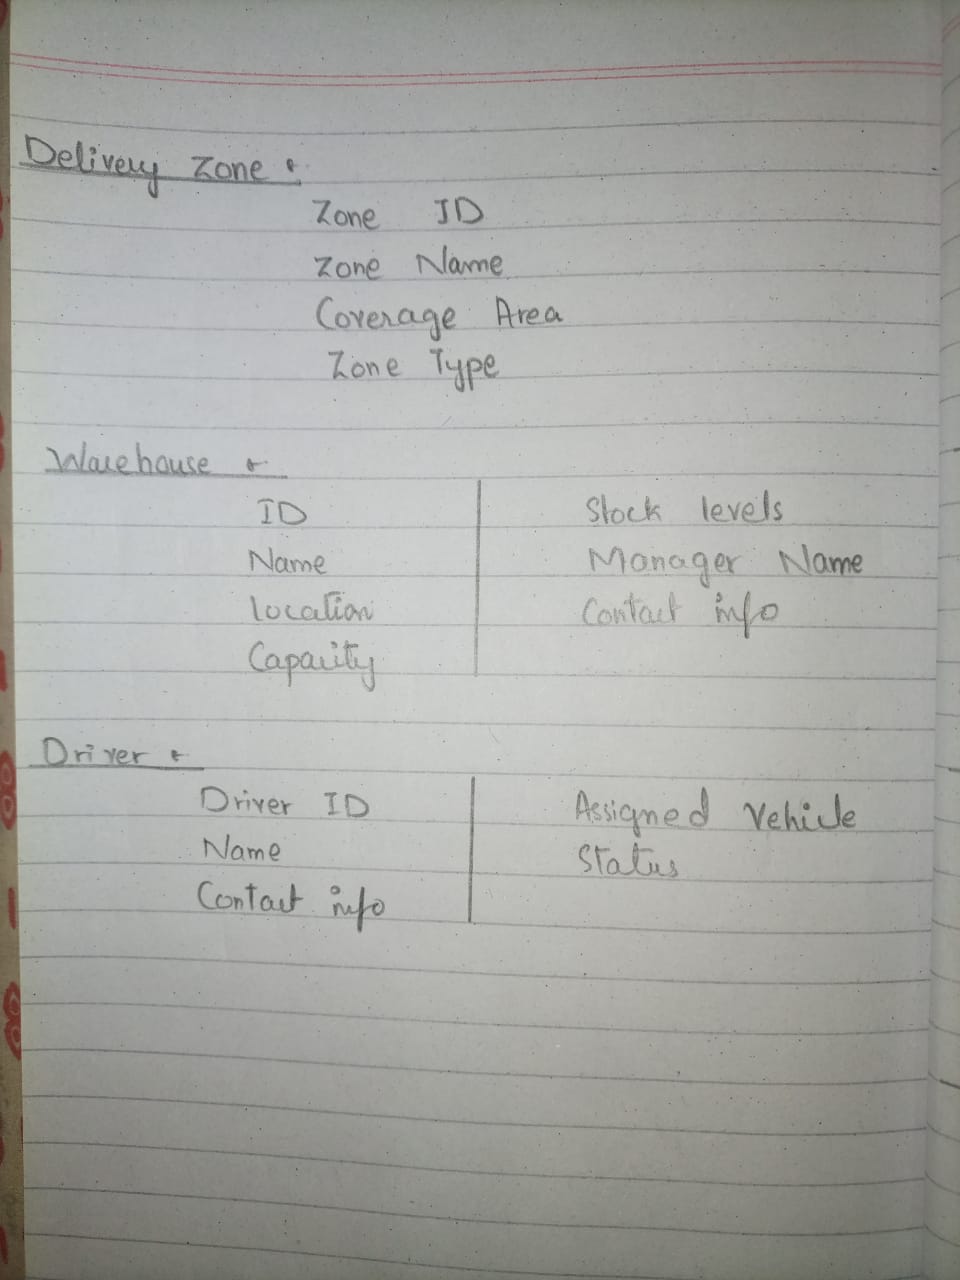 Delivery Zone :
Zone ID
Zone Name
Coverage Area
Zone Type
Warehouse :
ID
Name
Location
Capacity
Stock levels
Manager Name
Contact info
Driver :
Driver ID
Name
Contact info
Assigned Vehicle
Status